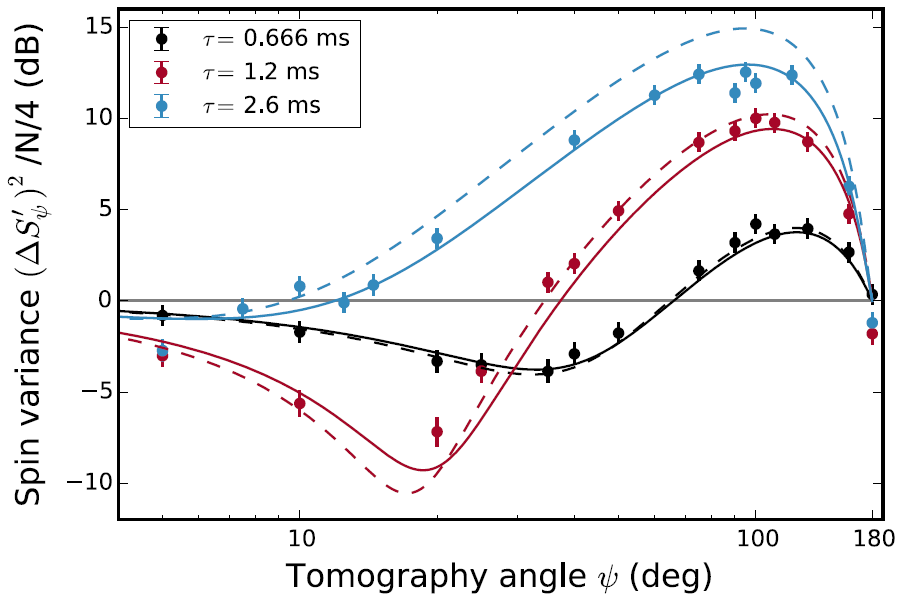 Spin variance (ΔS′ψ)² /N/4 (dB)
τ = 0.666 ms
τ = 1.2 ms
τ = 2.6 ms
15
10
5
0
−5
−10
10
100
180
Tomography angle ψ (deg)